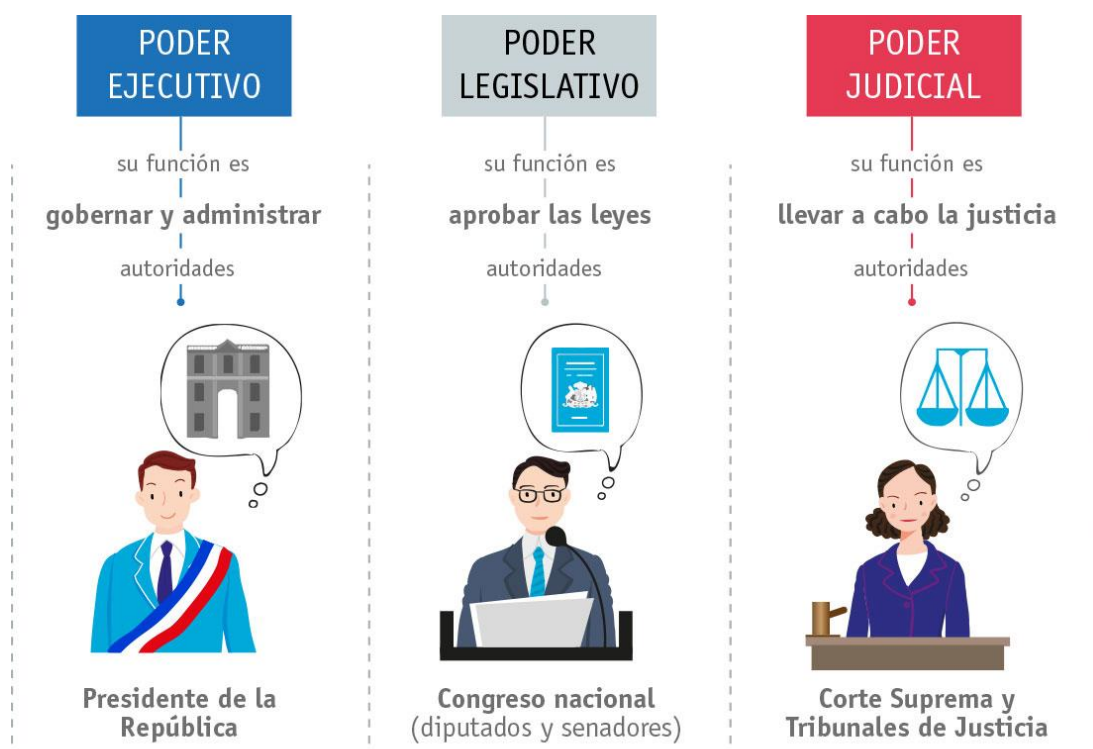 PODER
EJECUTIVO
su función es
gobernar y administrar
autoridades
Presidente de la
República
PODER
LEGISLATIVO
su función es
aprobar las leyes
autoridades
Congreso nacional
(diputados y senadores)
PODER
JUDICIAL
su función es
llevar a cabo la justicia
autoridades
Corte Suprema y
Tribunales de Justicia